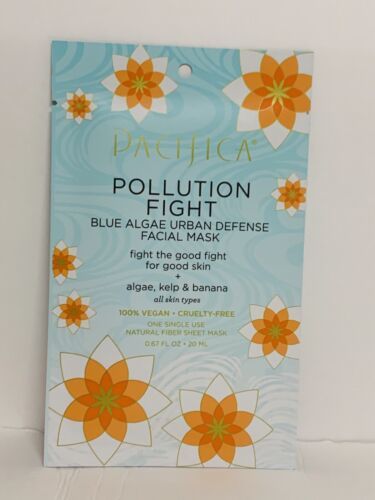 PACIFICA®
POLLUTION
FIGHT
BLUE ALGAE URBAN DEFENSE
FACIAL MASK
fight the good fight
for good skin
+
algae, kelp & banana
all skin types
100% VEGAN • CRUELTY-FREE
ONE SINGLE USE
NATURAL FIBER SHEET MASK
0.67 FL OZ • 20 ML